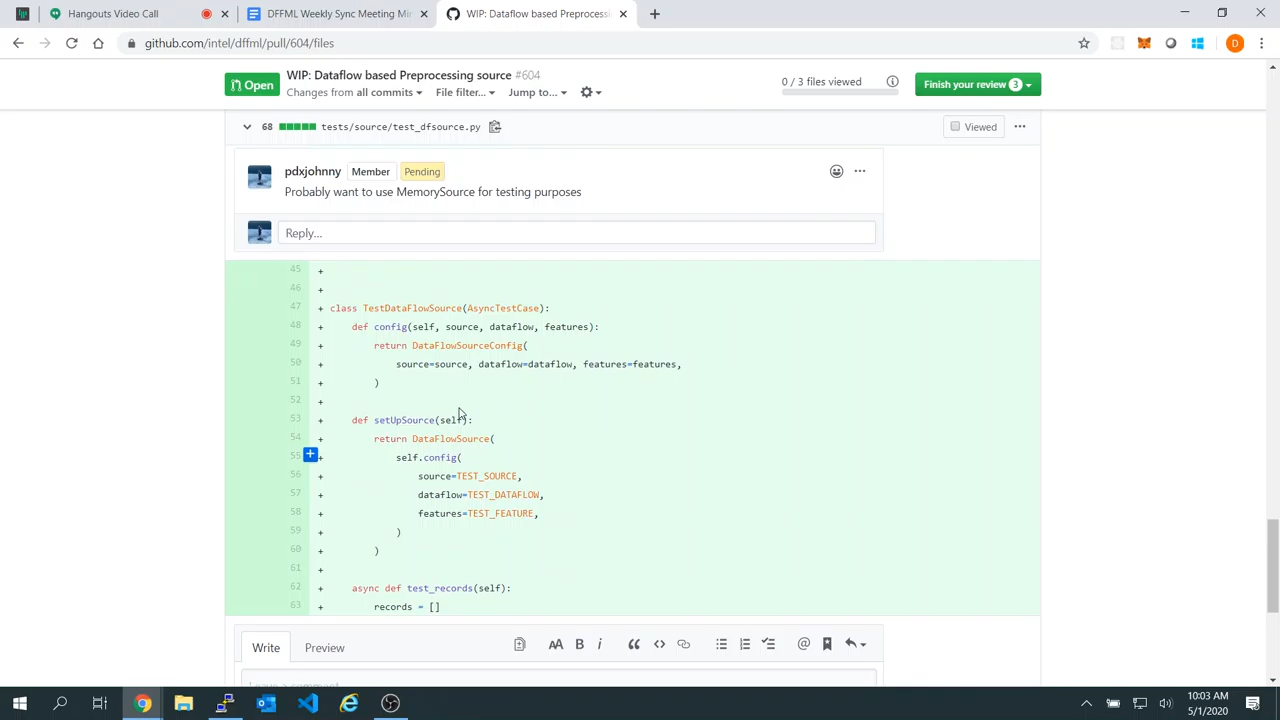 Hangouts Video Call
DFFML Weekly Sync Meeting Min
WIP: Dataflow based Preprocessin
github.com/intel/dffml/pull/604/files
D
Open
WIP: Dataflow based Preprocessing source #604
Changes from all commits
File filter...
Jump to...
0 / 3 files viewed
Finish your review 3
68 tests/source/test_dfsource.py
Viewed
pdxjohnny Member Pending
Probably want to use MemorySource for testing purposes
Reply...
45 +
46 +
47 + class TestDataFlowSource(AsyncTestCase):
48 + def config(self, source, dataflow, features):
49 + return DataFlowSourceConfig(
50 + source=source, dataflow=dataflow, features=features,
51 + )
52 +
53 + def setUpSource(self):
54 + return DataFlowSource(
55 + self.config(
56 + source=TEST_SOURCE,
57 + dataflow=TEST_DATAFLOW,
58 + features=TEST_FEATURE,
59 + )
60 + )
61 +
62 + async def test_records(self):
63 + records = []
Write
Preview
Leave a comment
10:03 AM
5/1/2020